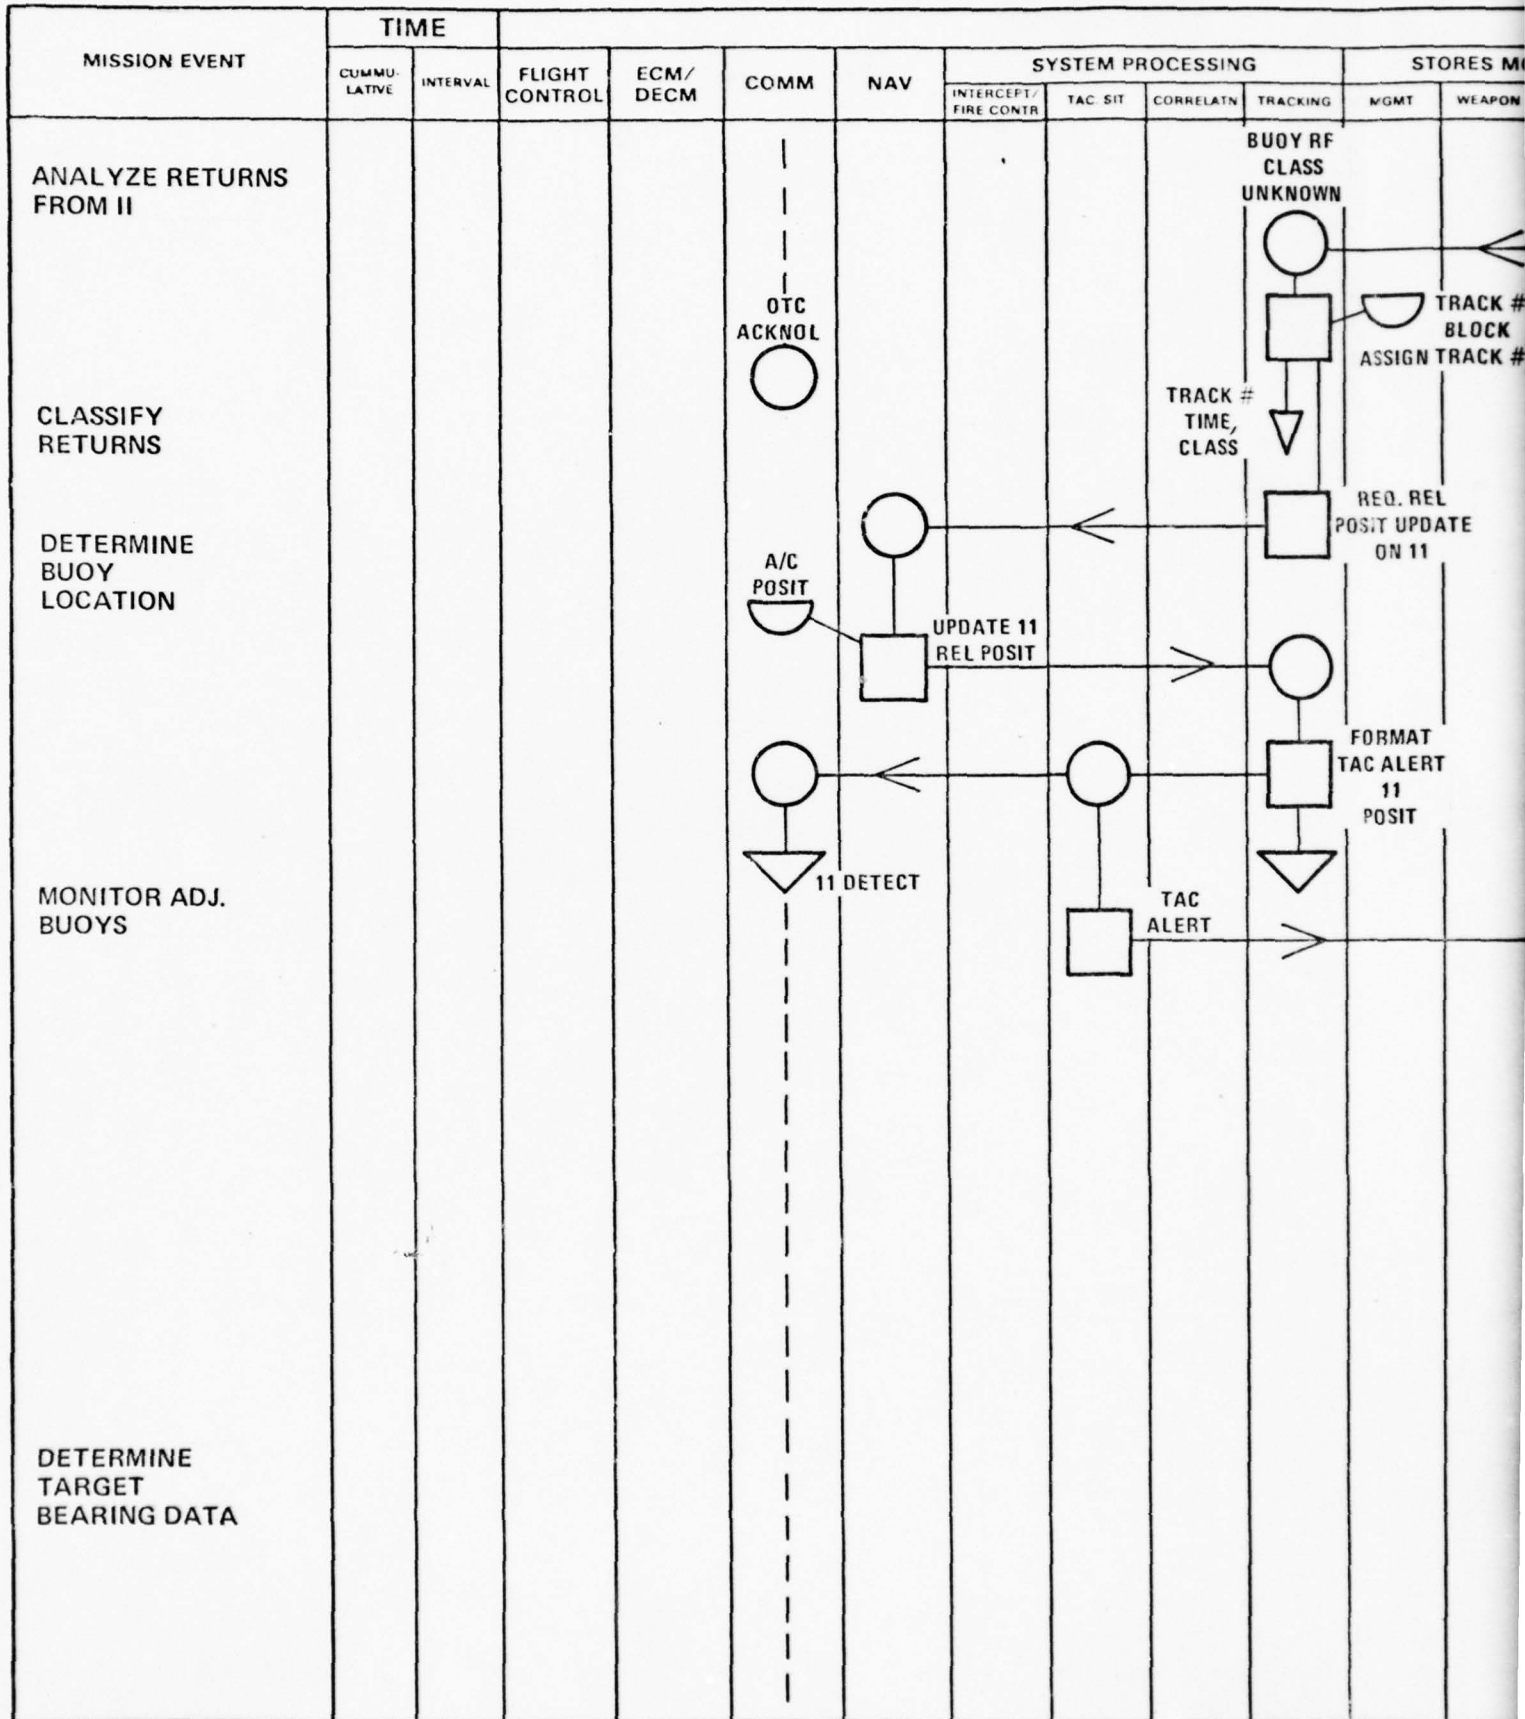 TIME
MISSION EVENT
CUMMU-
LATIVE
INTERVAL
FLIGHT
CONTROL
ECM/
DECM
COMM
NAV
SYSTEM PROCESSING
INTERCEPT/
FIRE CONTR
TAC. SIT
CORRELATN
TRACKING
STORES M
MGMT
WEAPON
ANALYZE RETURNS
FROM II
BUOY RF
CLASS
UNKNOWN
OTC
ACKNOL
TRACK #
BLOCK
ASSIGN TRACK #
CLASSIFY
RETURNS
TRACK #
TIME,
CLASS
DETERMINE
BUOY
LOCATION
REQ. REL
POSIT UPDATE
ON 11
A/C
POSIT
UPDATE 11
REL POSIT
FORMAT
TAC ALERT
11
POSIT
MONITOR ADJ.
BUOYS
11 DETECT
TAC
ALERT
DETERMINE
TARGET
BEARING DATA